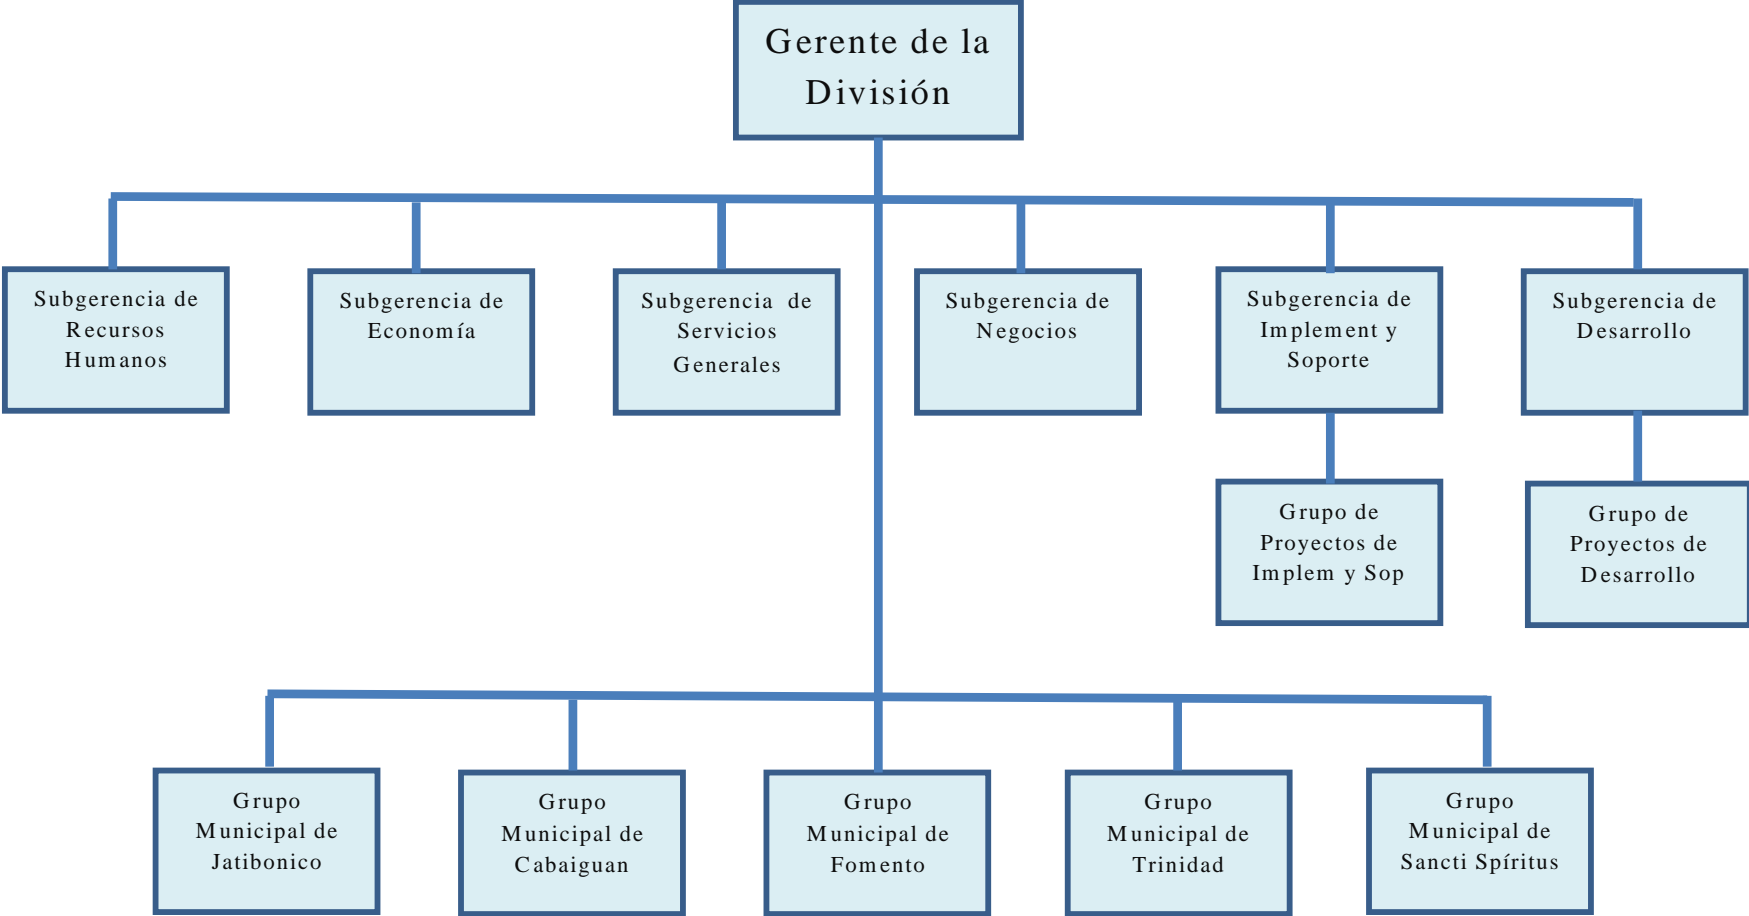 Gerente de la
División
Subgerencia de
Recursos
Humanos
Subgerencia de
Economía
Subgerencia de
Servicios
Generales
Subgerencia de
Negocios
Subgerencia de
Implement y
Soporte
Subgerencia de
Desarrollo
Grupo de
Proyectos de
Implem y Sop
Grupo de
Proyectos de
Desarrollo
Grupo
Municipal de
Jatibonico
Grupo
Municipal de
Cabaiguan
Grupo
Municipal de
Fomento
Grupo
Municipal de
Trinidad
Grupo
Municipal de
Sancti Spíritus